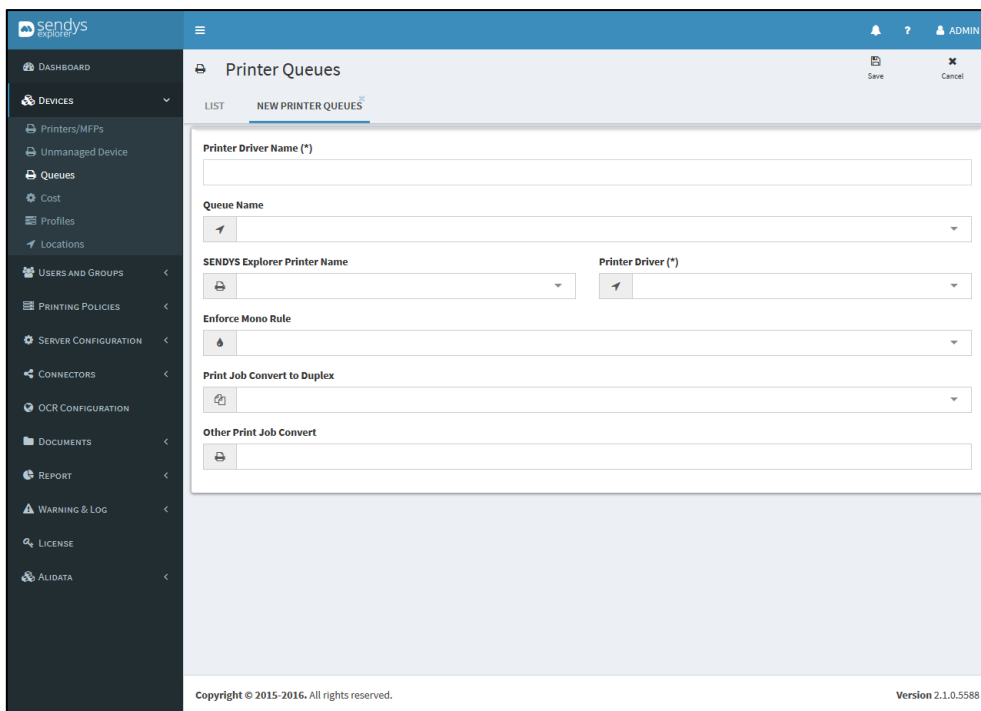 sendys
explorer
ADMIN
DASHBOARD
Printer Queues
Save
Cancel
DEVICES
LIST
NEW PRINTER QUEUES
Printers/MFPs
Unmanaged Device
Queues
Cost
Profiles
Locations
USERS AND GROUPS
PRINTING POLICIES
SERVER CONFIGURATION
CONNECTORS
OCR CONFIGURATION
DOCUMENTS
REPORT
WARNING & LOG
LICENSE
ALIDATA
Printer Driver Name (*)
Queue Name
SENDYS Explorer Printer Name
Printer Driver (*)
Enforce Mono Rule
Print Job Convert to Duplex
Other Print Job Convert
Copyright © 2015-2016. All rights reserved.
Version 2.1.0.5588